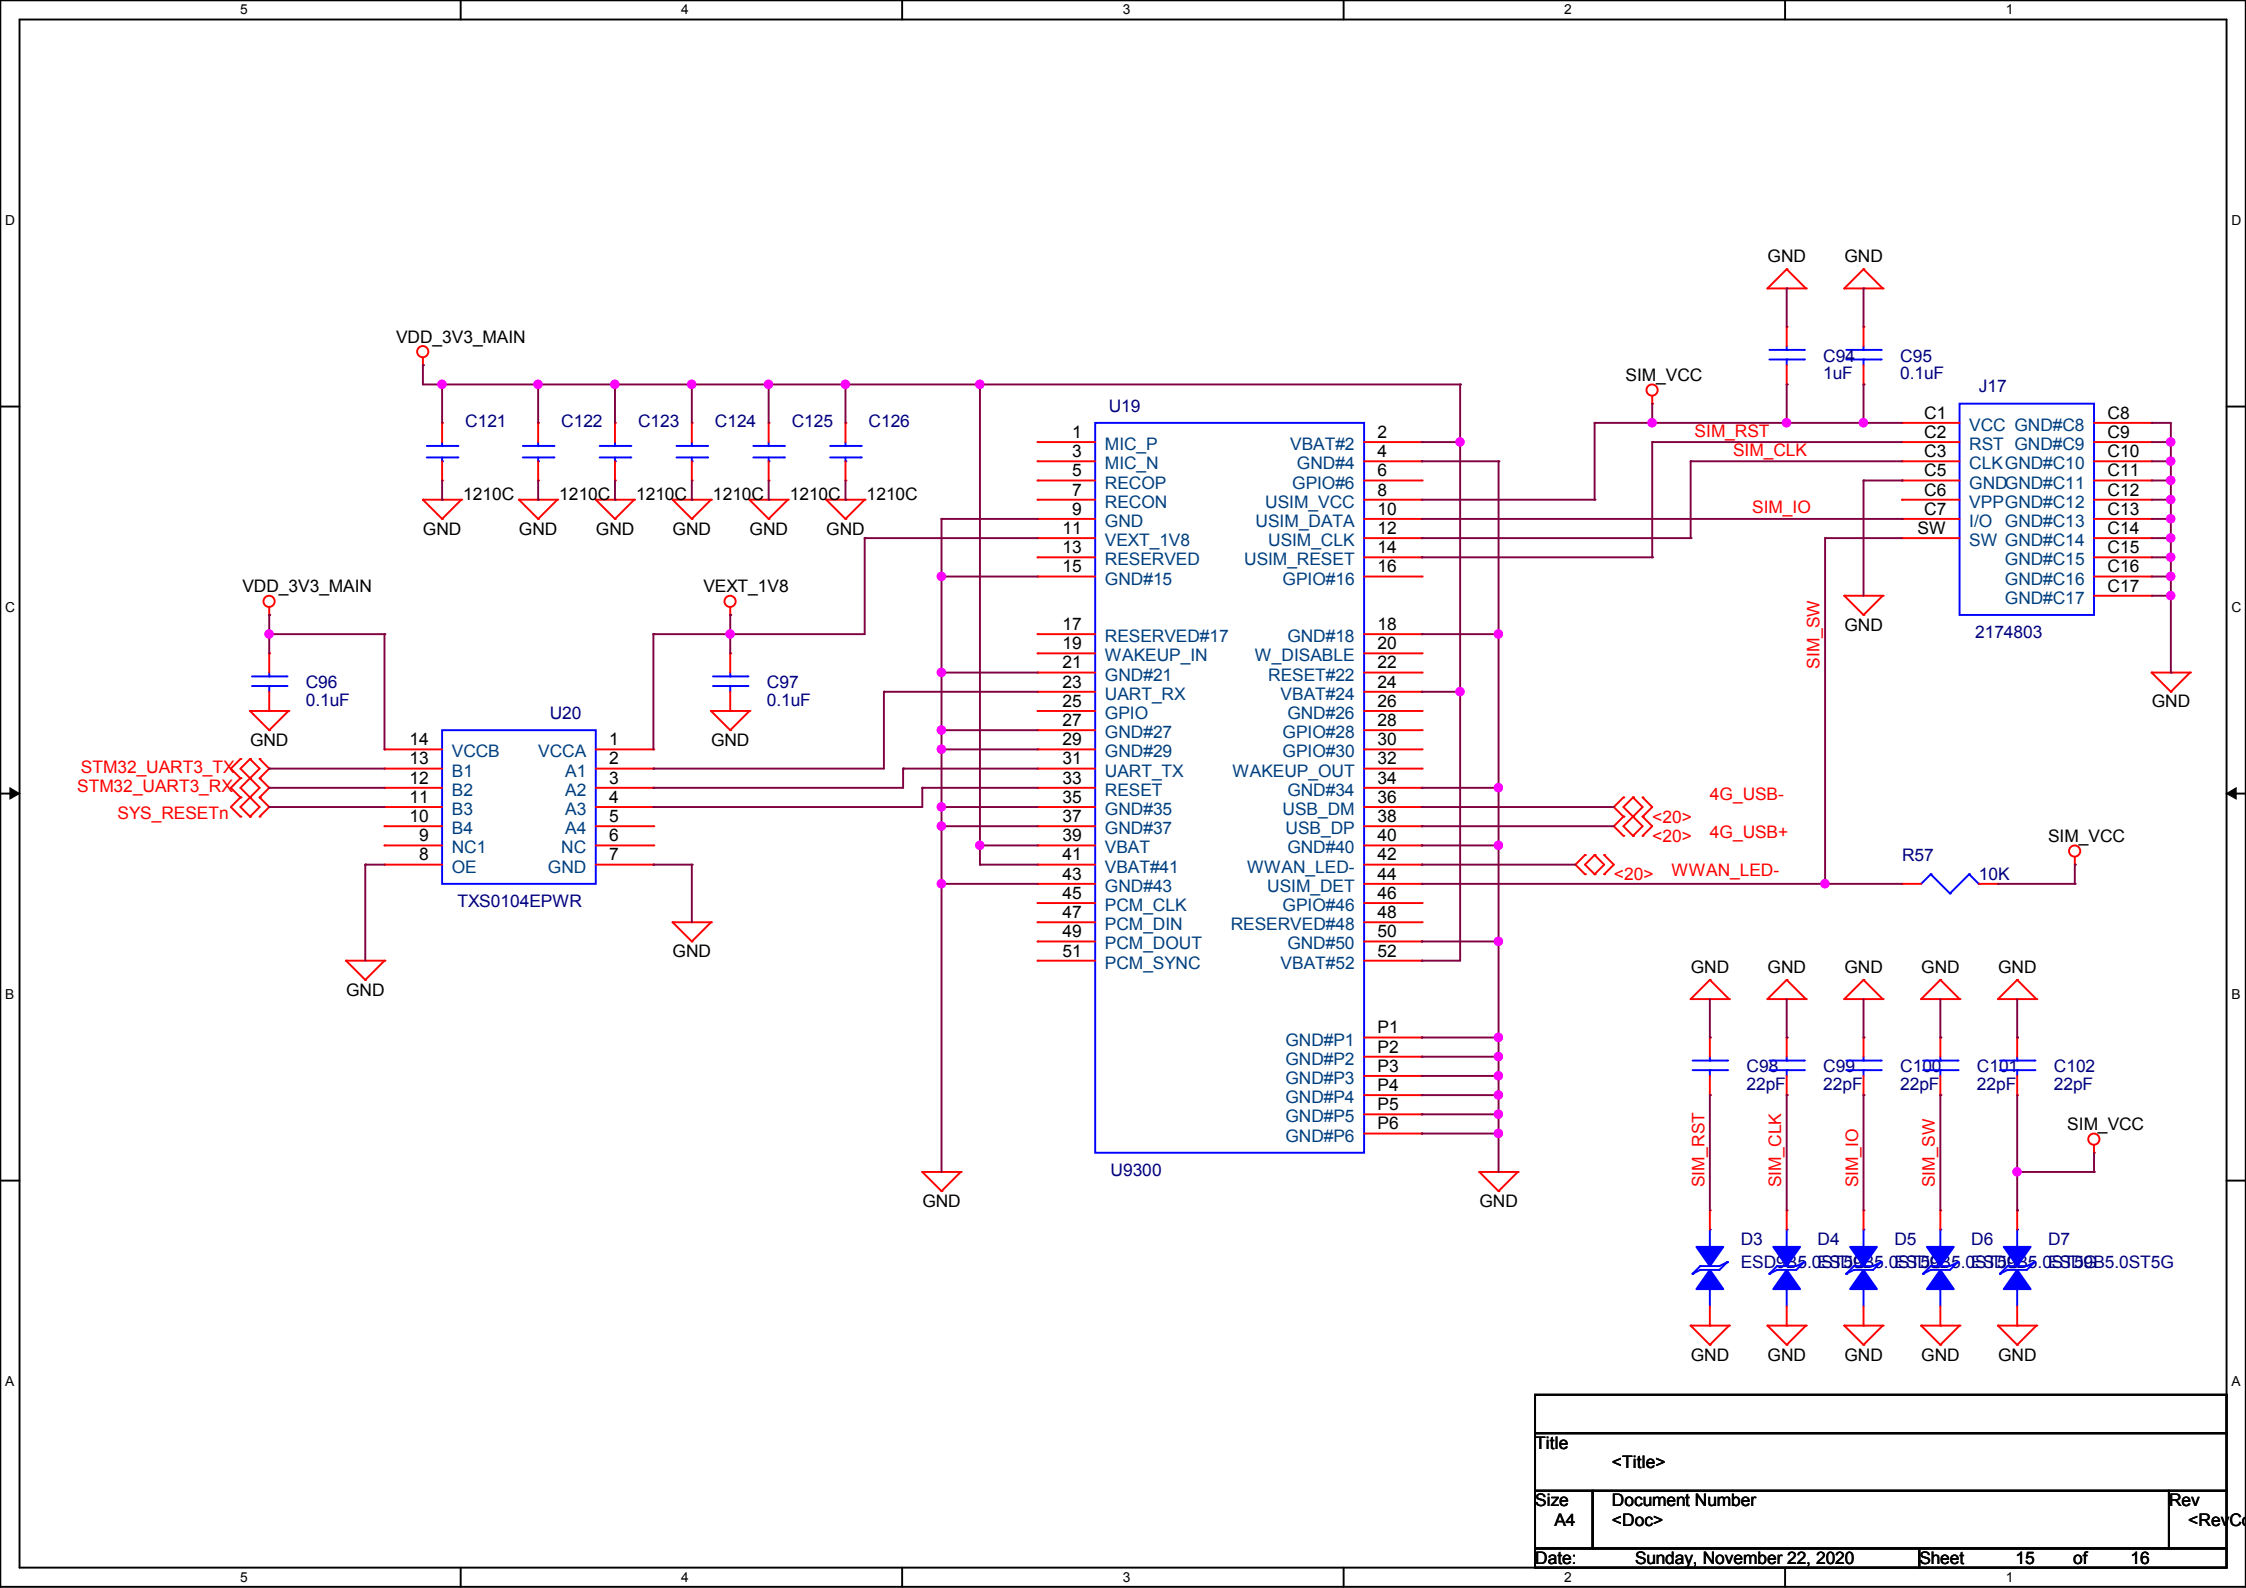 5 4 3 2 1
D D
C C
B B
A A
VDD_3V3_MAIN
C121 C122 C123 C124 C125 C126
1210C 1210C 1210C 1210C 1210C 1210C
GND GND GND GND GND GND
VDD_3V3_MAIN
C96
0.1uF
GND
VEXT_1V8
C97
0.1uF
GND
U20
14 VCCB VCCA 1
13 B1 A1 2
12 B2 A2 3
11 B3 A3 4
10 B4 A4 5
9 NC1 NC 6
8 OE GND 7
TXS0104EPWR
STM32_UART3_TX
STM32_UART3_RX
SYS_RESETn
GND
GND
U19
1 MIC_P VBAT#2 2
3 MIC_N GND#4 4
5 RECOP GPIO#6 6
7 RECON USIM_VCC 8
9 GND USIM_DATA 10
11 VEXT_1V8 USIM_CLK 12
13 RESERVED USIM_RESET 14
15 GND#15 GPIO#16 16
17 RESERVED#17 GND#18 18
19 WAKEUP_IN W_DISABLE 20
21 GND#21 RESET#22 22
23 UART_RX VBAT#24 24
25 GPIO GND#26 26
27 GND#27 GPIO#28 28
29 GND#29 GPIO#30 30
31 UART_TX WAKEUP_OUT 32
33 RESET GND#34 34
35 GND#35 USB_DM 36
37 GND#37 USB_DP 38
39 VBAT GND#40 40
41 VBAT#41 WWAN_LED- 42
43 GND#43 USIM_DET 44
45 PCM_CLK GPIO#46 46
47 PCM_DIN RESERVED#48 48
49 PCM_DOUT GND#50 50
51 PCM_SYNC VBAT#52 52
GND#P1 P1
GND#P2 P2
GND#P3 P3
GND#P4 P4
GND#P5 P5
GND#P6 P6
U9300
GND
GND
GND GND
C94 C95
1uF 0.1uF
SIM_VCC
SIM_RST
SIM_CLK
SIM_IO
SIM_SW
J17
C1 VCC GND#C8 C8
C2 RST GND#C9 C9
C3 CLK GND#C10 C10
C5 GND GND#C11 C11
C6 VPP GND#C12 C12
C7 I/O GND#C13 C13
SW SW GND#C14 C14
GND#C15 C15
GND#C16 C16
GND#C17 C17
2174803
GND
GND
4G_USB-
<20>
<20> 4G_USB+
<20> WWAN_LED-
R57
10K
SIM_VCC
GND GND GND GND GND
C98 C99 C100 C101 C102
22pF 22pF 22pF 22pF 22pF
SIM_RST SIM_CLK SIM_IO SIM_SW
SIM_VCC
D3 D4 D5 D6 D7
ESD9B5.0ST5G ESD9B5.0ST5G ESD9B5.0ST5G ESD9B5.0ST5G ESD9B5.0ST5G
GND GND GND GND GND
Title
<Title>
Size Document Number Rev
A4 <Doc> <RevCo
Date: Sunday, November 22, 2020 Sheet 15 of 16
5 4 3 2 1